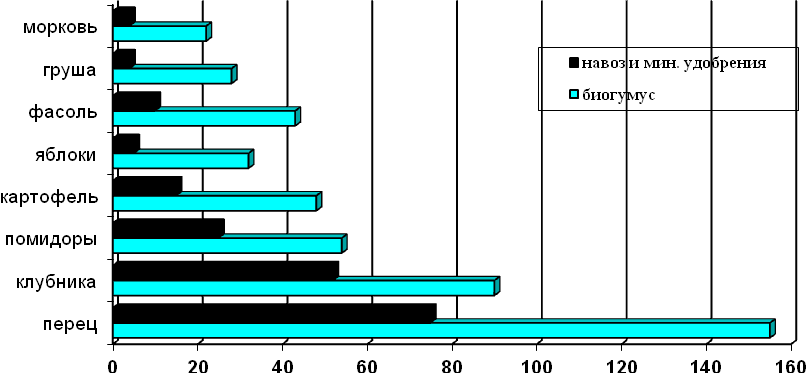 морковь
груша
фасоль
яблоки
картофель
помидоры
клубника
перец
навоз и мин. удобрения
биогумус
0 20 40 60 80 100 120 140 160